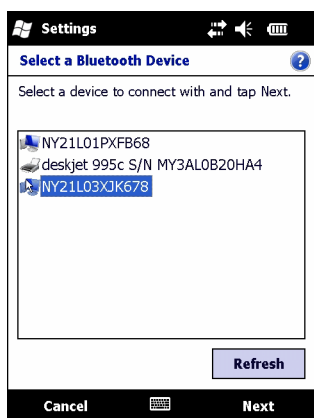 Settings
Select a Bluetooth Device
Select a device to connect with and tap Next.
NY21L01PXFB68
deskjet 995c S/N MY3AL0B20HA4
NY21L03XJK678
Refresh
Cancel Next